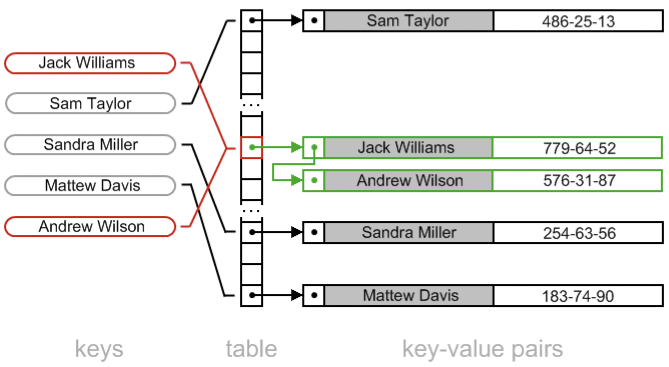 Sam Taylor 486-25-13
Jack Williams
Sam Taylor
...
Sandra Miller
Jack Williams 779-64-52
Mattew Davis
Andrew Wilson 576-31-87
...
Andrew Wilson
Sandra Miller 254-63-56
Mattew Davis 183-74-90
keys table key-value pairs